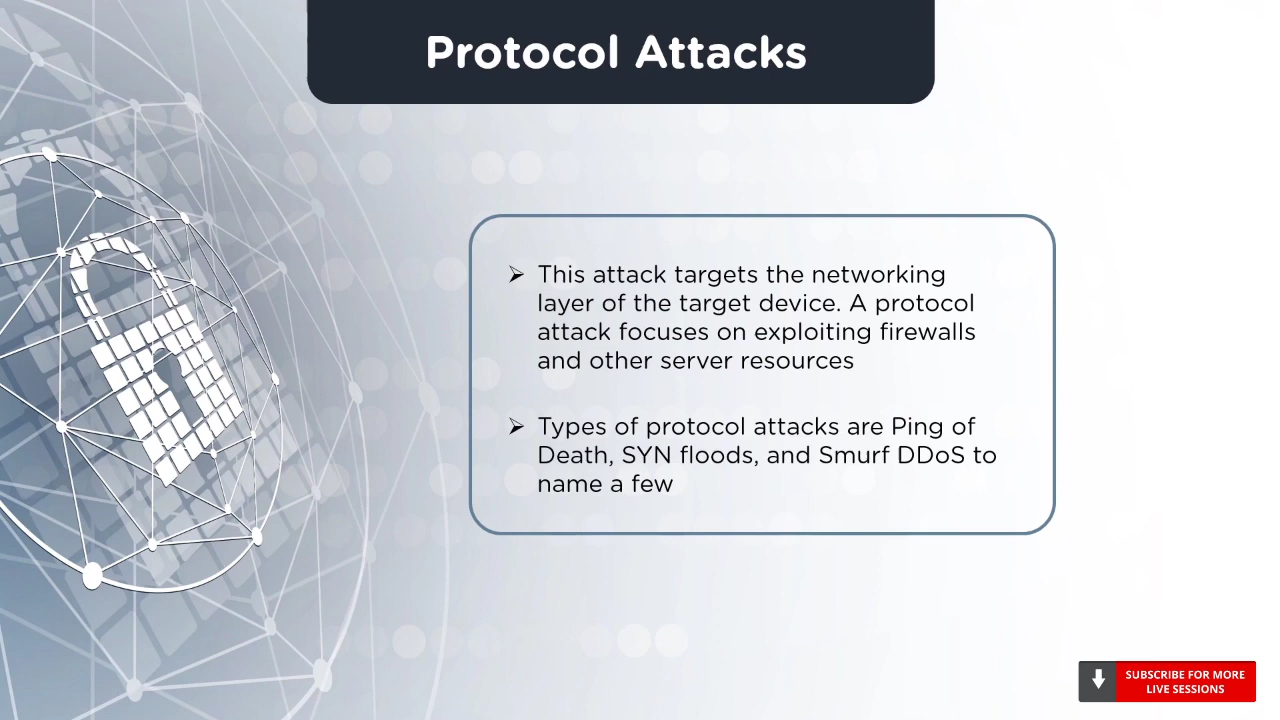 Protocol Attacks
➢ This attack targets the networking
layer of the target device. A protocol
attack focuses on exploiting firewalls
and other server resources
➢ Types of protocol attacks are Ping of
Death, SYN floods, and Smurf DDoS to
name a few
SUBSCRIBE FOR MORE
LIVE SESSIONS